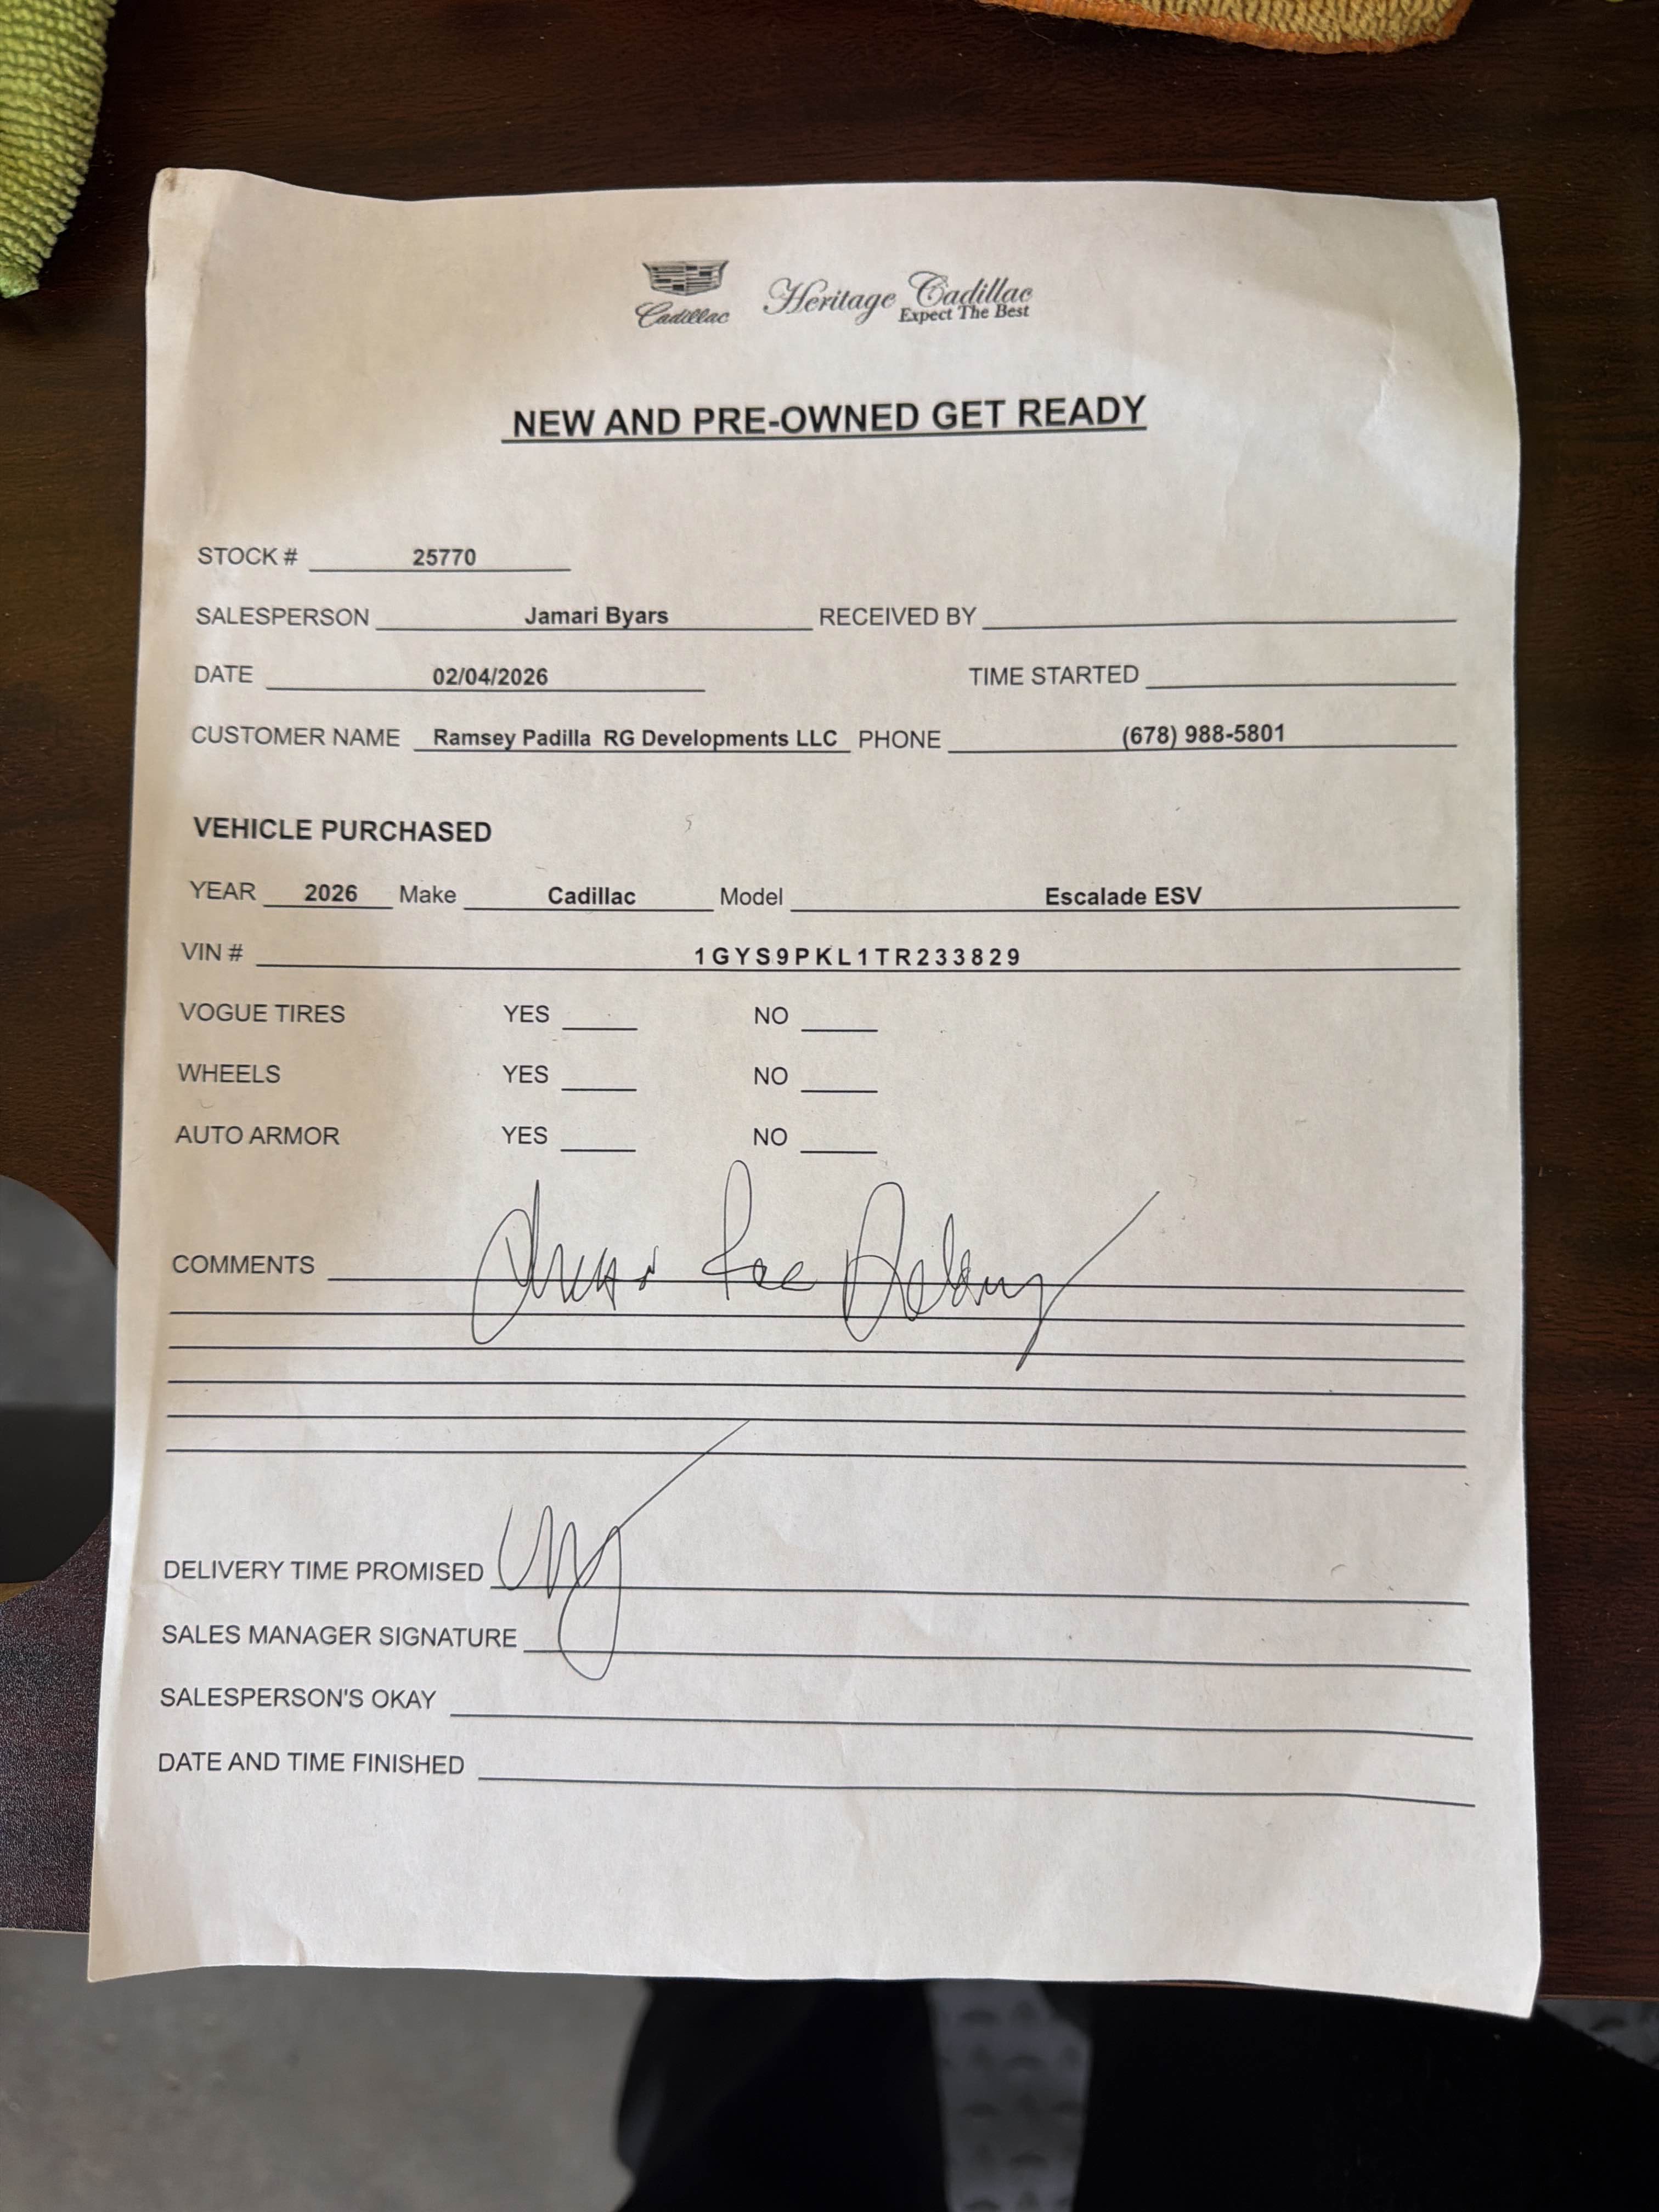 Cadillac Heritage Cadillac
Expect The Best
NEW AND PRE-OWNED GET READY
STOCK # 25770
SALESPERSON Jamari Byars RECEIVED BY
DATE 02/04/2026 TIME STARTED
CUSTOMER NAME Ramsey Padilla RG Developments LLC PHONE (678) 988-5801
VEHICLE PURCHASED
YEAR 2026 Make Cadillac Model Escalade ESV
VIN # 1GYS9PKL1TR233829
VOGUE TIRES YES NO
WHEELS YES NO
AUTO ARMOR YES NO
COMMENTS
DELIVERY TIME PROMISED
SALES MANAGER SIGNATURE
SALESPERSON'S OKAY
DATE AND TIME FINISHED